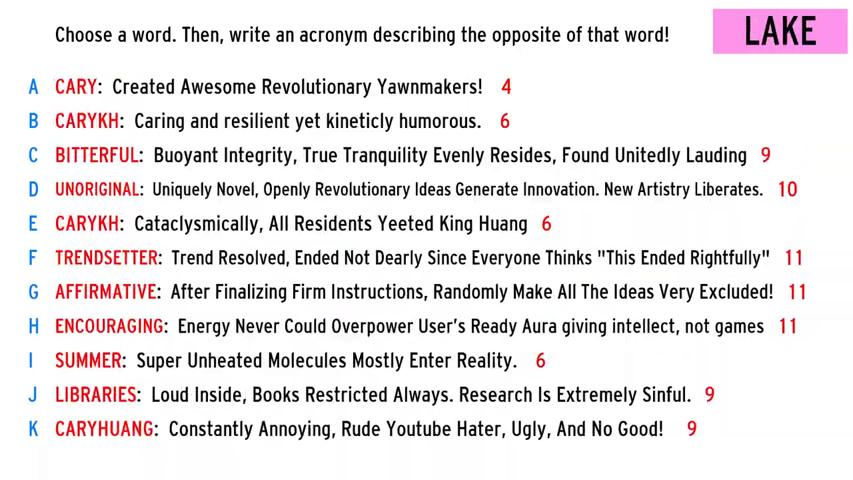 Choose a word. Then, write an acronym describing the opposite of that word! LAKE
A CARY: Created Awesome Revolutionary Yawnmakers! 4
B CARYKH: Caring and resilient yet kineticly humorous. 6
C BITTERFUL: Buoyant Integrity, True Tranquility Evenly Resides, Found Unitedly Lauding 9
D UNORIGINAL: Uniquely Novel, Openly Revolutionary Ideas Generate Innovation. New Artistry Liberates. 10
E CARYKH: Cataclysmically, All Residents Yeeted King Huang 6
F TRENDSETTER: Trend Resolved, Ended Not Dearly Since Everyone Thinks "This Ended Rightfully" 11
G AFFIRMATIVE: After Finalizing Firm Instructions, Randomly Make All The Ideas Very Excluded! 11
H ENCOURAGING: Energy Never Could Overpower User's Ready Aura giving intellect, not games 11
I SUMMER: Super Unheated Molecules Mostly Enter Reality. 6
J LIBRARIES: Loud Inside, Books Restricted Always. Research Is Extremely Sinful. 9
K CARYHUANG: Constantly Annoying, Rude Youtube Hater, Ugly, And No Good! 9